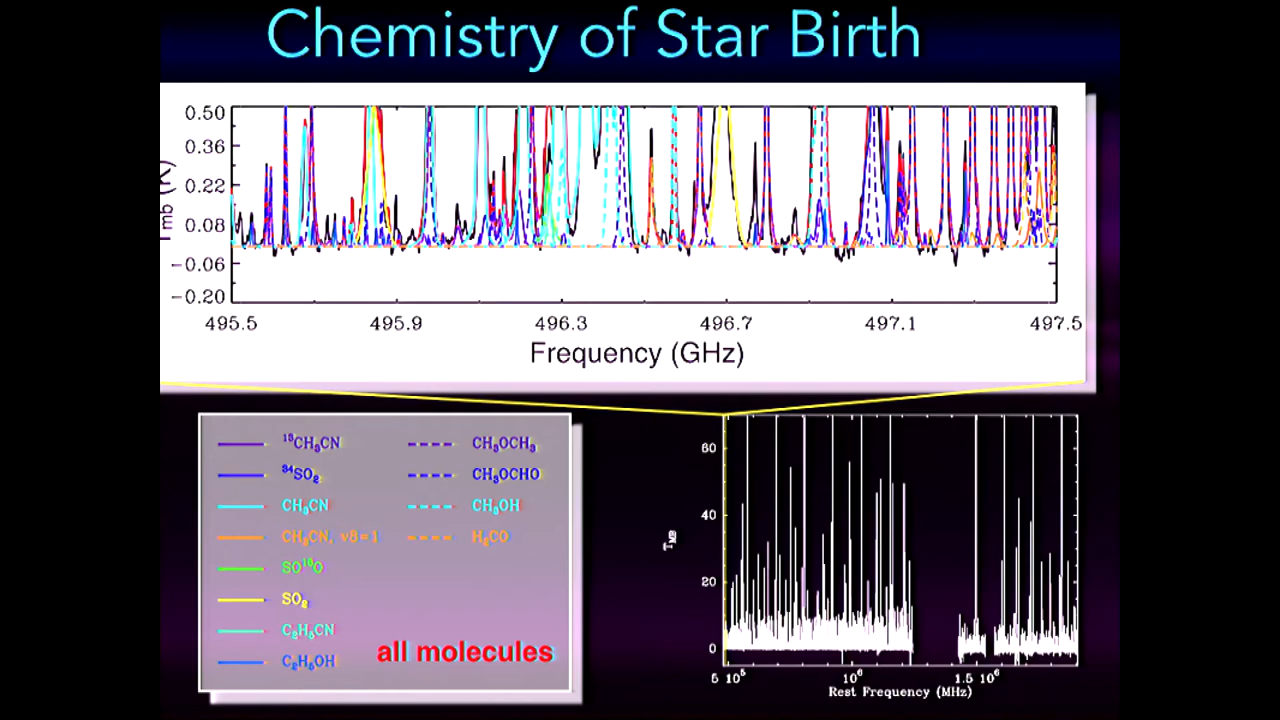 Chemistry of Star Birth
0.50
0.36
0.22
0.08
−0.06
−0.20
(K)
495.5 495.9 496.3 496.7 497.1 497.5
Frequency (GHz)
¹³CH₃CN CH₃OCH₃
³⁴SO₂ CH₃OCHO
CH₃CN CH₃OH
CH₃CN, v8=1 H₂CO
SO¹⁸O
SO₂
C₂H₅CN
C₂H₅OH
all molecules
60
40
20
0
T_MB
5 10⁵ 10⁶ 1.5 10⁶
Rest Frequency (MHz)